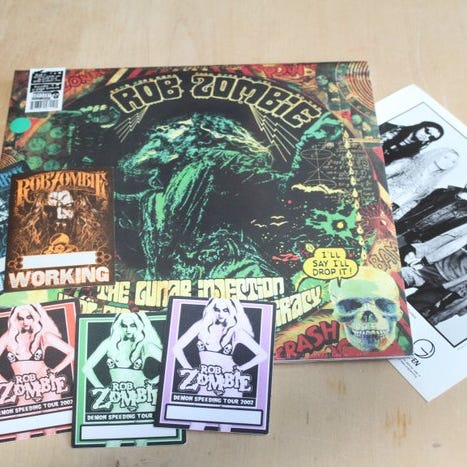 ROB ZOMBIE
ROB ZOMBIE
WORKING
THE LUNAR INJECTION
I'LL
SAY I'LL
DROP IT!
CRASH
ROB
ZOMBIE
DEMON SPEEDING TOUR 2002
ROB
ZOMBIE
DEMON SPEEDING TOUR 2002
ROB
ZOMBIE
DEMON SPEEDING TOUR 2002